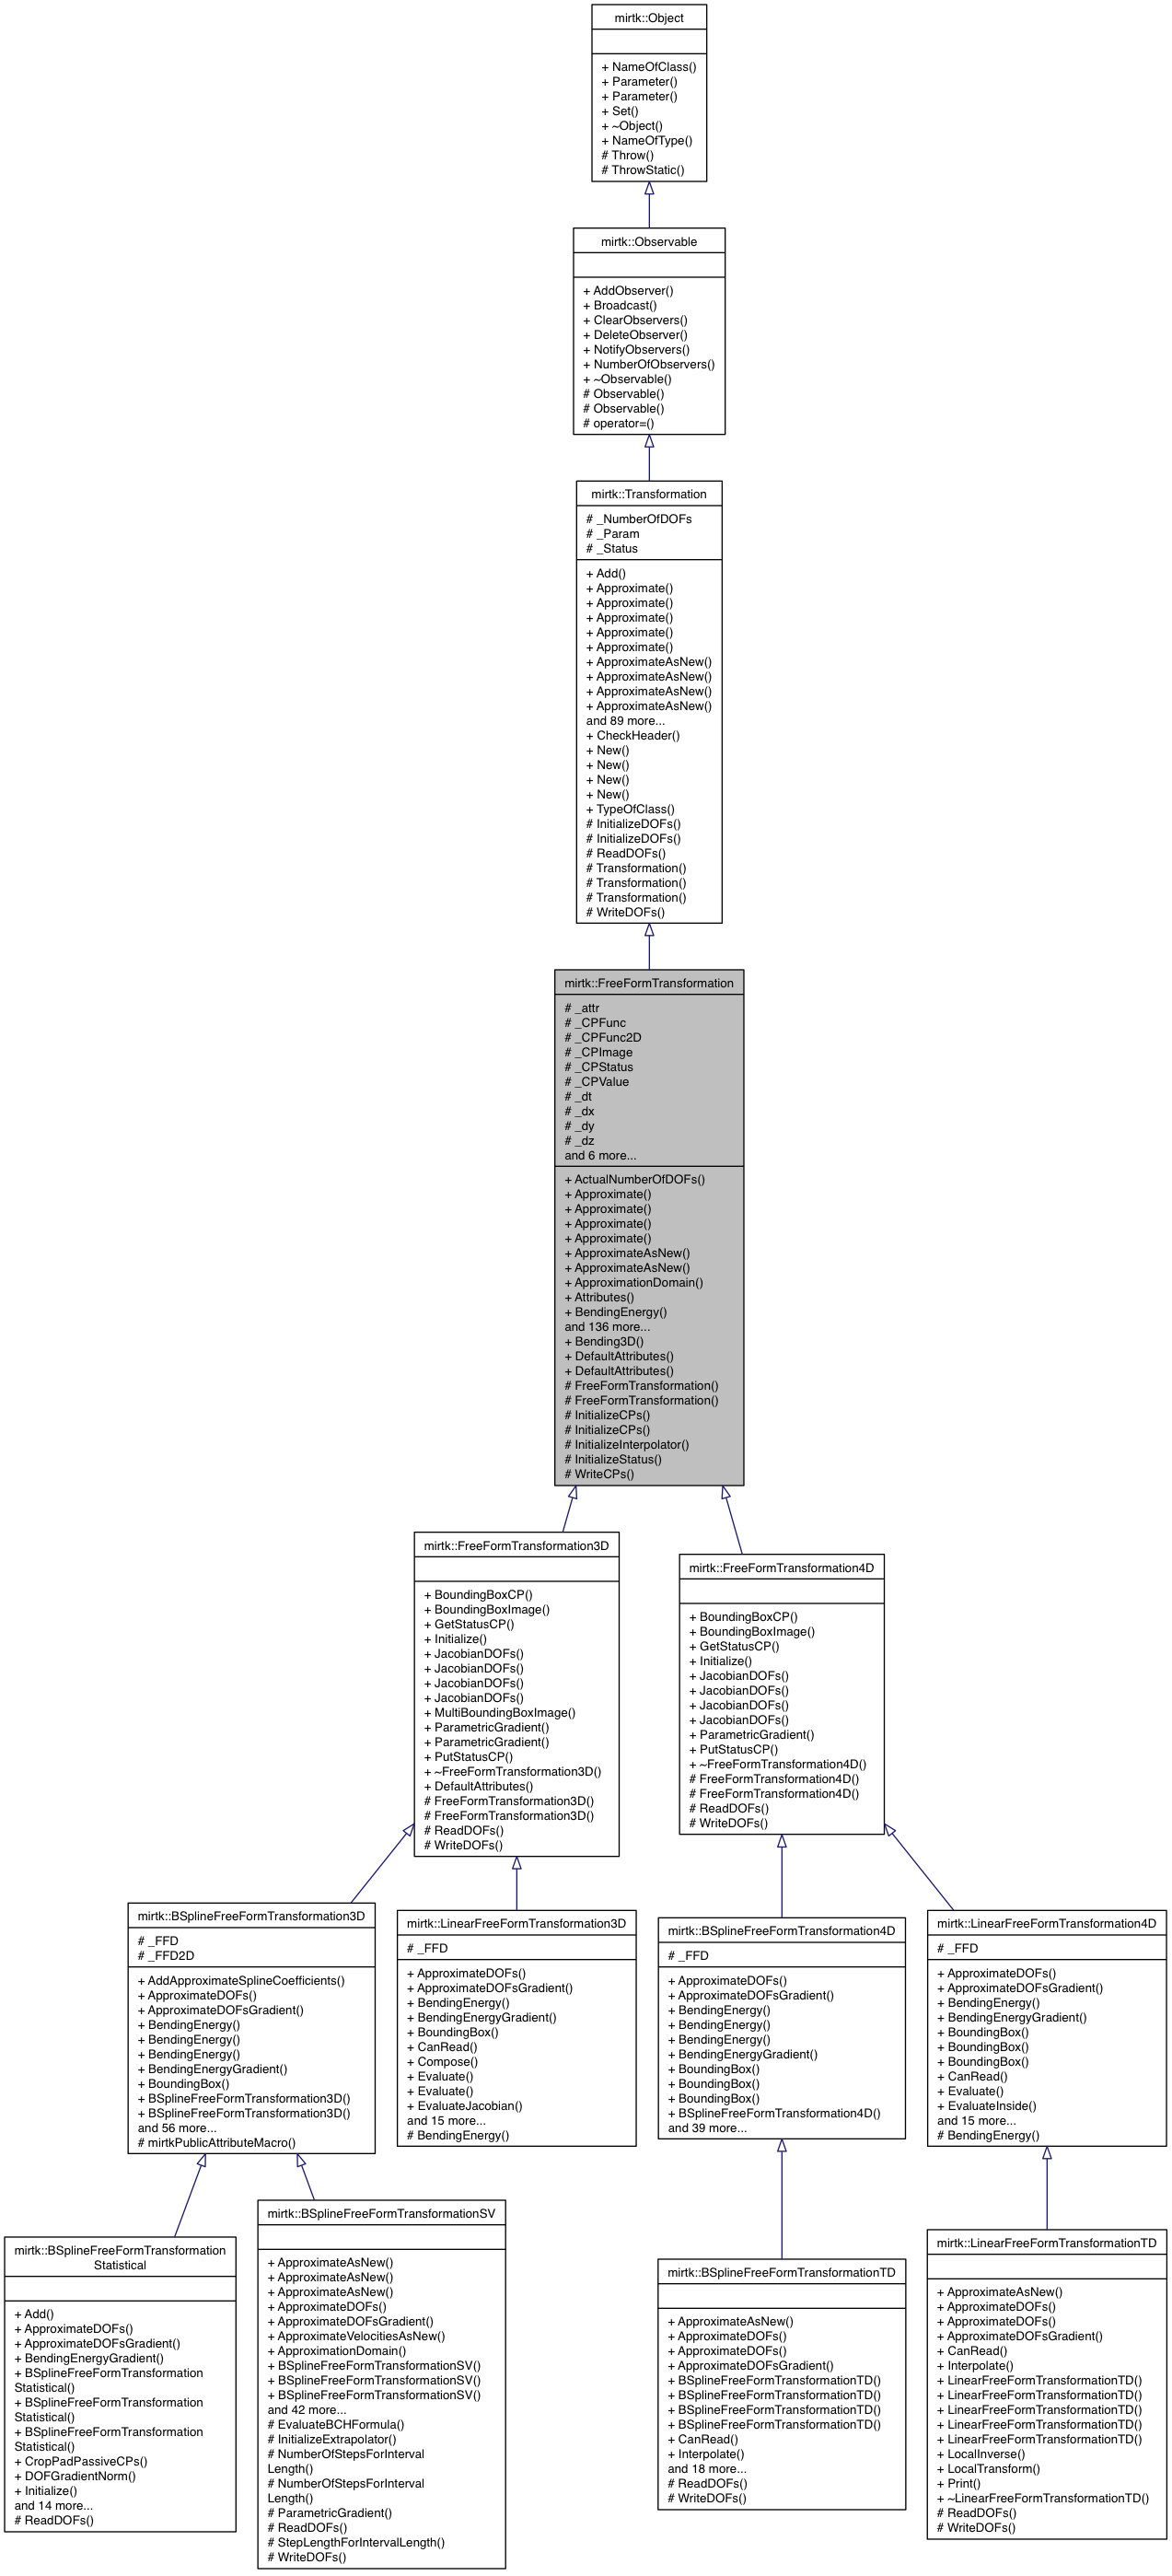 mirtk::Object
+ NameOfClass()
+ Parameter()
+ Parameter()
+ Set()
+ ~Object()
+ NameOfType()
# Throw()
# ThrowStatic()
mirtk::Observable
+ AddObserver()
+ Broadcast()
+ ClearObservers()
+ DeleteObserver()
+ NotifyObservers()
+ NumberOfObservers()
+ ~Observable()
# Observable()
# Observable()
# operator=()
mirtk::Transformation
# _NumberOfDOFs
# _Param
# _Status
+ Add()
+ Approximate()
+ Approximate()
+ Approximate()
+ Approximate()
+ Approximate()
+ ApproximateAsNew()
+ ApproximateAsNew()
+ ApproximateAsNew()
+ ApproximateAsNew()
and 89 more...
+ CheckHeader()
+ New()
+ New()
+ New()
+ New()
+ TypeOfClass()
# InitializeDOFs()
# InitializeDOFs()
# ReadDOFs()
# Transformation()
# Transformation()
# Transformation()
# WriteDOFs()
mirtk::FreeFormTransformation
# _attr
# _CPFunc
# _CPFunc2D
# _CPImage
# _CPStatus
# _CPValue
# _dt
# _dx
# _dy
# _dz
and 6 more...
+ ActualNumberOfDOFs()
+ Approximate()
+ Approximate()
+ Approximate()
+ Approximate()
+ ApproximateAsNew()
+ ApproximateAsNew()
+ ApproximationDomain()
+ Attributes()
+ BendingEnergy()
and 136 more...
+ Bending3D()
+ DefaultAttributes()
+ DefaultAttributes()
# FreeFormTransformation()
# FreeFormTransformation()
# InitializeCPs()
# InitializeCPs()
# InitializeInterpolator()
# InitializeStatus()
# WriteCPs()
mirtk::FreeFormTransformation3D
+ BoundingBoxCP()
+ BoundingBoxImage()
+ GetStatusCP()
+ Initialize()
+ JacobianDOFs()
+ JacobianDOFs()
+ JacobianDOFs()
+ JacobianDOFs()
+ MultiBoundingBoxImage()
+ ParametricGradient()
+ ParametricGradient()
+ PutStatusCP()
+ ~FreeFormTransformation3D()
+ DefaultAttributes()
# FreeFormTransformation3D()
# FreeFormTransformation3D()
# ReadDOFs()
# WriteDOFs()
mirtk::FreeFormTransformation4D
+ BoundingBoxCP()
+ BoundingBoxImage()
+ GetStatusCP()
+ Initialize()
+ JacobianDOFs()
+ JacobianDOFs()
+ JacobianDOFs()
+ JacobianDOFs()
+ ParametricGradient()
+ PutStatusCP()
+ ~FreeFormTransformation4D()
# FreeFormTransformation4D()
# FreeFormTransformation4D()
# ReadDOFs()
# WriteDOFs()
mirtk::BSplineFreeFormTransformation3D
# _FFD
# _FFD2D
+ AddApproximateSplineCoefficients()
+ ApproximateDOFs()
+ ApproximateDOFsGradient()
+ BendingEnergy()
+ BendingEnergy()
+ BendingEnergy()
+ BendingEnergyGradient()
+ BoundingBox()
+ BSplineFreeFormTransformation3D()
+ BSplineFreeFormTransformation3D()
and 56 more...
# mirtkPublicAttributeMacro()
mirtk::LinearFreeFormTransformation3D
# _FFD
+ ApproximateDOFs()
+ ApproximateDOFsGradient()
+ BendingEnergy()
+ BendingEnergyGradient()
+ BoundingBox()
+ CanRead()
+ Compose()
+ Evaluate()
+ Evaluate()
+ EvaluateJacobian()
and 15 more...
# BendingEnergy()
mirtk::BSplineFreeFormTransformation4D
# _FFD
+ ApproximateDOFs()
+ ApproximateDOFsGradient()
+ BendingEnergy()
+ BendingEnergy()
+ BendingEnergy()
+ BendingEnergyGradient()
+ BoundingBox()
+ BoundingBox()
+ BoundingBox()
+ BSplineFreeFormTransformation4D()
and 39 more...
mirtk::LinearFreeFormTransformation4D
# _FFD
+ ApproximateDOFs()
+ ApproximateDOFsGradient()
+ BendingEnergy()
+ BendingEnergyGradient()
+ BoundingBox()
+ BoundingBox()
+ BoundingBox()
+ CanRead()
+ Evaluate()
+ EvaluateInside()
and 15 more...
# BendingEnergy()
mirtk::BSplineFreeFormTransformation
Statistical
+ Add()
+ ApproximateDOFs()
+ ApproximateDOFsGradient()
+ BendingEnergyGradient()
+ BSplineFreeFormTransformation
Statistical()
+ BSplineFreeFormTransformation
Statistical()
+ BSplineFreeFormTransformation
Statistical()
+ CropPadPassiveCPs()
+ DOFGradientNorm()
+ Initialize()
and 14 more...
# ReadDOFs()
mirtk::BSplineFreeFormTransformationSV
+ ApproximateAsNew()
+ ApproximateAsNew()
+ ApproximateAsNew()
+ ApproximateDOFs()
+ ApproximateDOFsGradient()
+ ApproximateVelocitiesAsNew()
+ ApproximationDomain()
+ BSplineFreeFormTransformationSV()
+ BSplineFreeFormTransformationSV()
+ BSplineFreeFormTransformationSV()
and 42 more...
# EvaluateBCHFormula()
# InitializeExtrapolator()
# NumberOfStepsForInterval
Length()
# NumberOfStepsForInterval
Length()
# ParametricGradient()
# ReadDOFs()
# StepLengthForIntervalLength()
# WriteDOFs()
mirtk::BSplineFreeFormTransformationTD
+ ApproximateAsNew()
+ ApproximateDOFs()
+ ApproximateDOFs()
+ ApproximateDOFsGradient()
+ BSplineFreeFormTransformationTD()
+ BSplineFreeFormTransformationTD()
+ BSplineFreeFormTransformationTD()
+ BSplineFreeFormTransformationTD()
+ CanRead()
+ Interpolate()
and 18 more...
# ReadDOFs()
# WriteDOFs()
mirtk::LinearFreeFormTransformationTD
+ ApproximateAsNew()
+ ApproximateDOFs()
+ ApproximateDOFs()
+ ApproximateDOFsGradient()
+ CanRead()
+ Interpolate()
+ LinearFreeFormTransformationTD()
+ LinearFreeFormTransformationTD()
+ LinearFreeFormTransformationTD()
+ LinearFreeFormTransformationTD()
+ LinearFreeFormTransformationTD()
+ LocalInverse()
+ LocalTransform()
+ Print()
+ ~LinearFreeFormTransformationTD()
# ReadDOFs()
# WriteDOFs()